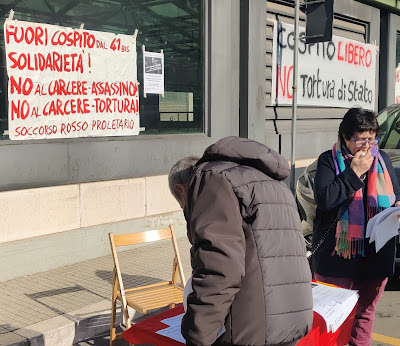 FUORI COSPITO DAL 41 BIS
SOLIDARIETA' !
NO AL CARCERE-ASSASSINO
NO AL CARCERE-TORTURA
SOCCORSO ROSSO PROLETARIO
COSPITO LIBERO
NO TORTURA di STATO